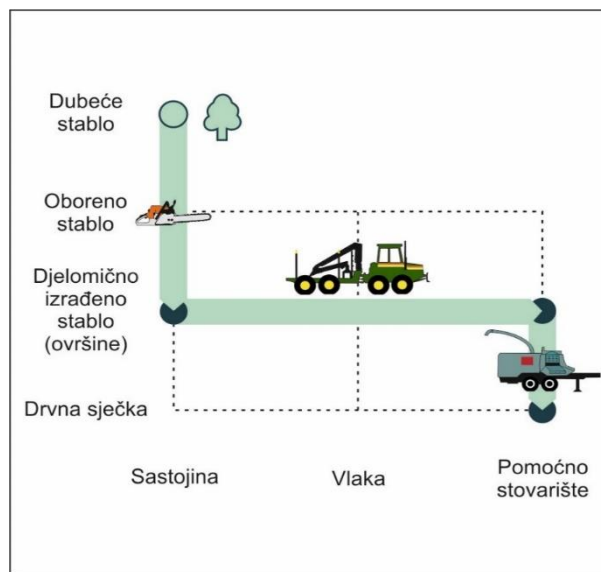 Dubeće
stablo
Oboreno
stablo
Djelomično
izrađeno
stablo
(ovršine)
Drvna sječka
Sastojina
Vlaka
Pomoćno
stovarište